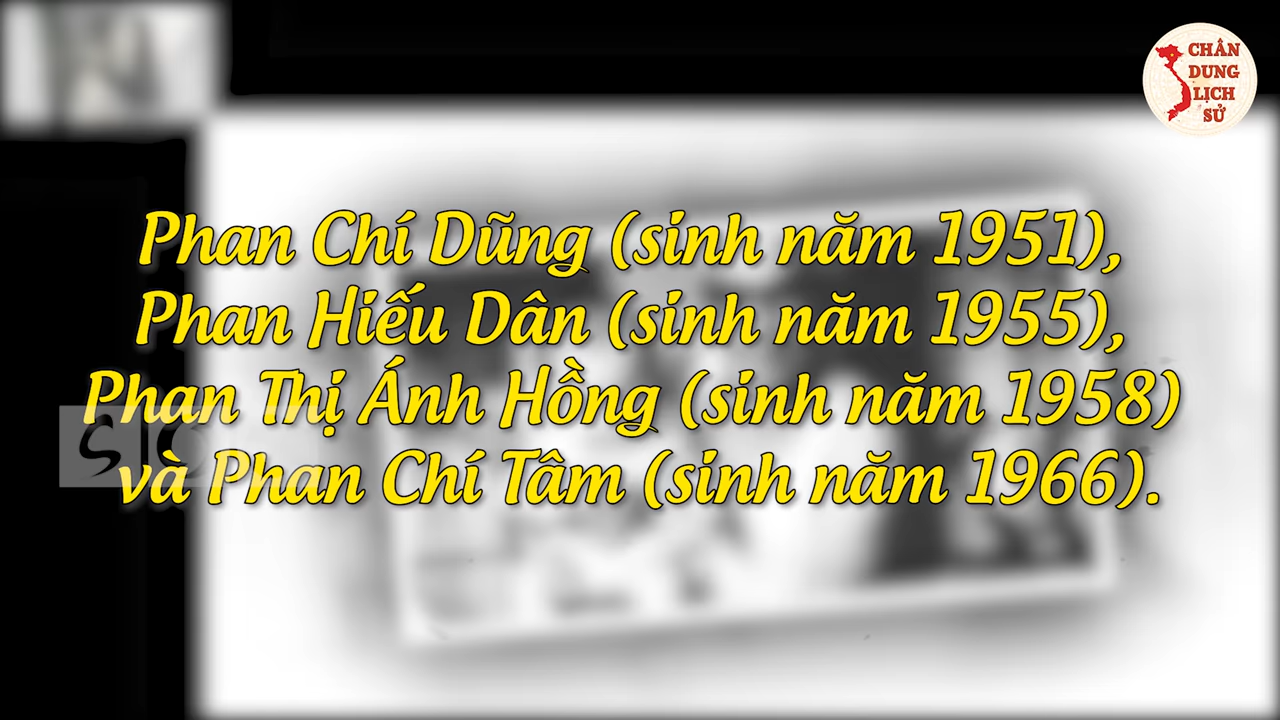 CHÂN
DUNG
LỊCH
SỬ
Phan Chí Dũng (sinh năm 1951),
Phan Hiếu Dân (sinh năm 1955),
Phan Thị Ánh Hồng (sinh năm 1958)
và Phan Chí Tâm (sinh năm 1966).